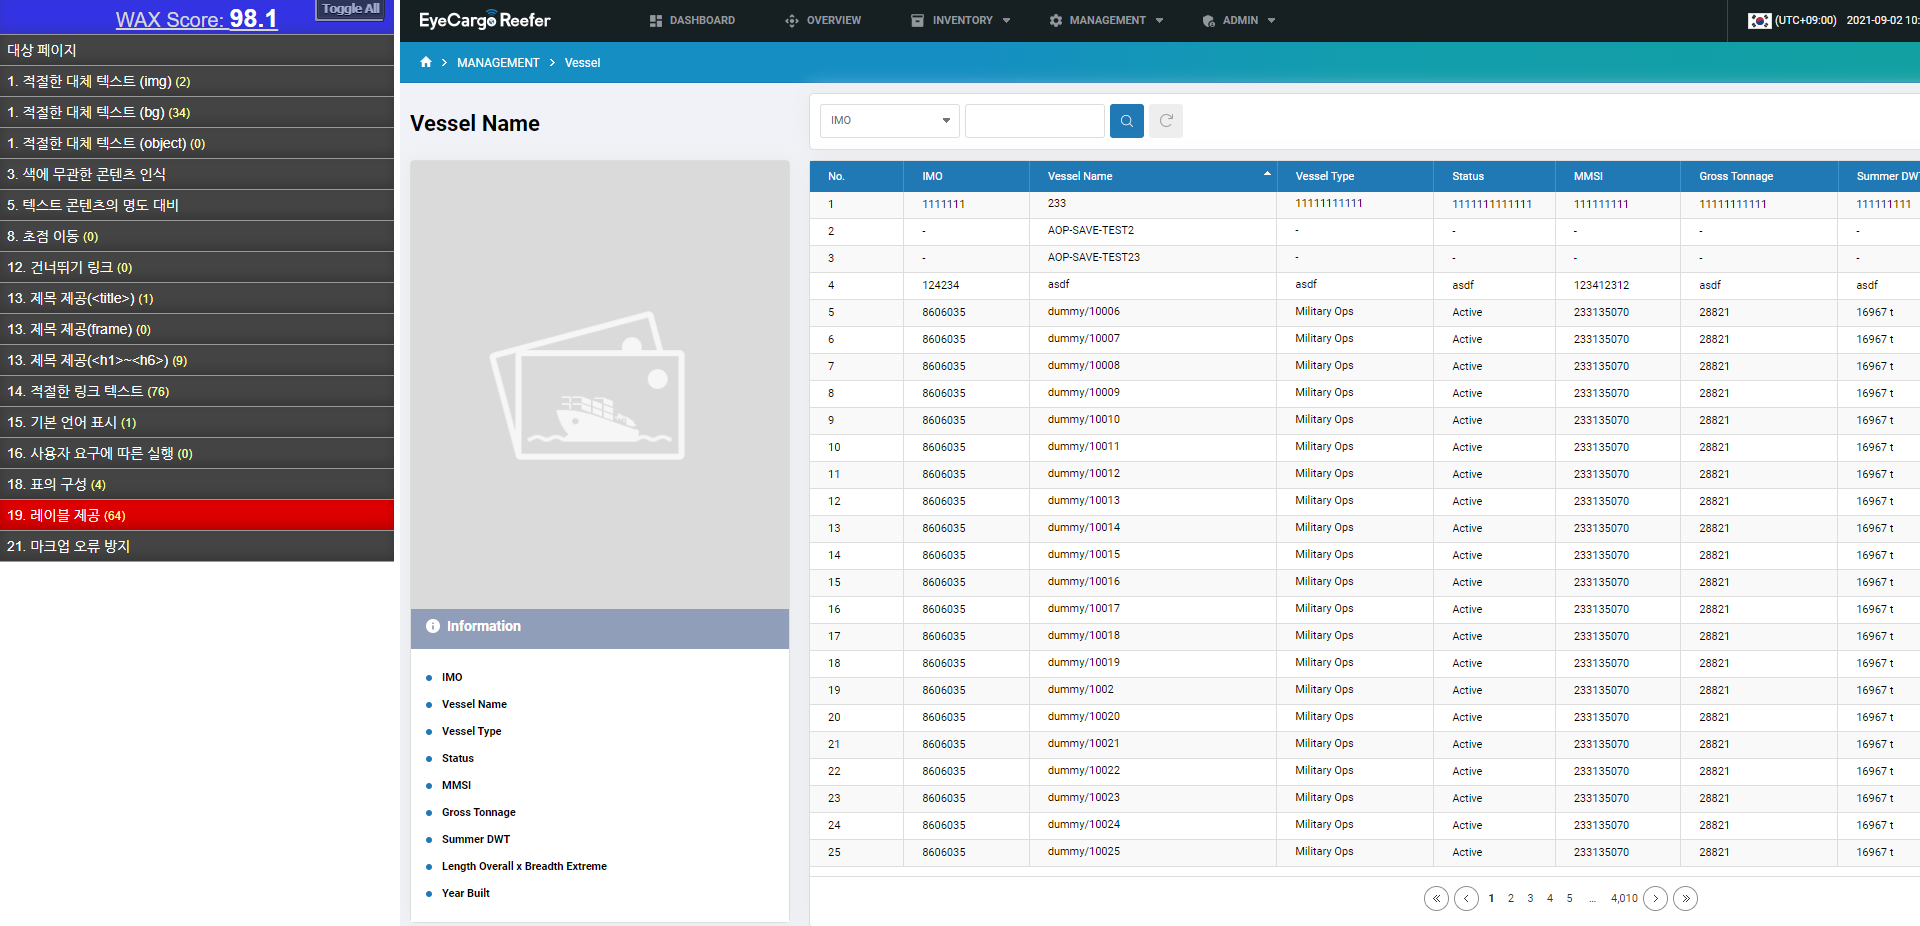 WAX Score: 98.1
Toggle All
대상 페이지
1. 적절한 대체 텍스트 (img) (2)
1. 적절한 대체 텍스트 (bg) (34)
1. 적절한 대체 텍스트 (object) (0)
3. 색에 무관한 콘텐츠 인식
5. 텍스트 콘텐츠의 명도 대비
8. 초점 이동 (0)
12. 건너뛰기 링크 (0)
13. 제목 제공(<title>) (1)
13. 제목 제공(frame) (0)
13. 제목 제공(<h1>~<h6>) (9)
14. 적절한 링크 텍스트 (76)
15. 기본 언어 표시 (1)
16. 사용자 요구에 따른 실행 (0)
18. 표의 구성 (4)
19. 레이블 제공 (64)
21. 마크업 오류 방지
EyeCargo Reefer DASHBOARD OVERVIEW INVENTORY MANAGEMENT ADMIN (UTC+09:00) 2021-09-02 10:
MANAGEMENT > Vessel
Vessel Name
Information
IMO
Vessel Name
Vessel Type
Status
MMSI
Gross Tonnage
Summer DWT
Length Overall x Breadth Extreme
Year Built
IMO
No. IMO Vessel Name Vessel Type Status MMSI Gross Tonnage Summer DWT
1 1111111 233 11111111111 1111111111111 111111111 11111111111 111111111
2 - AOP-SAVE-TEST2 - - - - -
3 - AOP-SAVE-TEST23 - - - - -
4 124234 asdf asdf asdf 123412312 asdf asdf
5 8606035 dummy/10006 Military Ops Active 233135070 28821 16967 t
6 8606035 dummy/10007 Military Ops Active 233135070 28821 16967 t
7 8606035 dummy/10008 Military Ops Active 233135070 28821 16967 t
8 8606035 dummy/10009 Military Ops Active 233135070 28821 16967 t
9 8606035 dummy/10010 Military Ops Active 233135070 28821 16967 t
10 8606035 dummy/10011 Military Ops Active 233135070 28821 16967 t
11 8606035 dummy/10012 Military Ops Active 233135070 28821 16967 t
12 8606035 dummy/10013 Military Ops Active 233135070 28821 16967 t
13 8606035 dummy/10014 Military Ops Active 233135070 28821 16967 t
14 8606035 dummy/10015 Military Ops Active 233135070 28821 16967 t
15 8606035 dummy/10016 Military Ops Active 233135070 28821 16967 t
16 8606035 dummy/10017 Military Ops Active 233135070 28821 16967 t
17 8606035 dummy/10018 Military Ops Active 233135070 28821 16967 t
18 8606035 dummy/10019 Military Ops Active 233135070 28821 16967 t
19 8606035 dummy/1002 Military Ops Active 233135070 28821 16967 t
20 8606035 dummy/10020 Military Ops Active 233135070 28821 16967 t
21 8606035 dummy/10021 Military Ops Active 233135070 28821 16967 t
22 8606035 dummy/10022 Military Ops Active 233135070 28821 16967 t
23 8606035 dummy/10023 Military Ops Active 233135070 28821 16967 t
24 8606035 dummy/10024 Military Ops Active 233135070 28821 16967 t
25 8606035 dummy/10025 Military Ops Active 233135070 28821 16967 t
1 2 3 4 5 ... 4,010